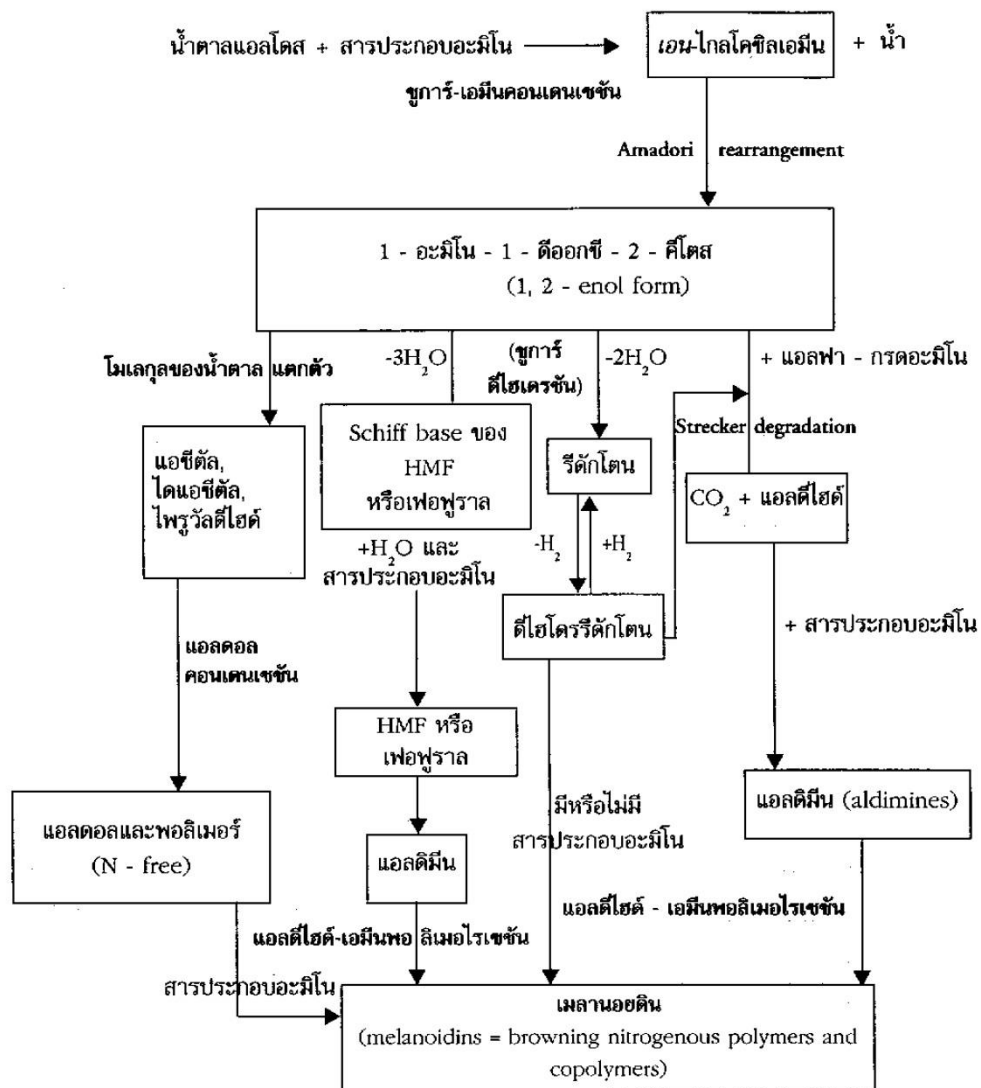 น้ำตาลแอลโดส + สารประกอบอะมิโน
เอน-ไกลโคซิลเอมีน
+ น้ำ
ชูการ์-เอมีนคอนเดนเซชัน
Amadori rearrangement
1 - อะมิโน - 1 - ดีออกซี - 2 - คีโตส
(1, 2 - enol form)
โมเลกุลของน้ำตาล แตกตัว
-3H₂O
(ชูการ์
ดีไฮเดรชัน)
-2H₂O
+ แอลฟา - กรดอะมิโน
Strecker degradation
แอซีตัล,
ไดแอซีตัล,
ไพรูวัลดีไฮด์
Schiff base ของ
HMF
หรือเฟอฟูราล
รีดักโตน
CO₂ + แอลดีไฮด์
+H₂O และ
สารประกอบอะมิโน
-H₂
+H₂
ดีไฮโดรรีดักโตน
+ สารประกอบอะมิโน
แอลดอล
คอนเดนเซชัน
HMF หรือ
เฟอฟูราล
แอลดอลและพอลิเมอร์
(N - free)
แอลดิมีน
มีหรือไม่มี
สารประกอบอะมิโน
แอลดิมีน (aldimines)
แอลดีไฮด์-เอมีนพอลิเมอไรเซชัน
แอลดีไฮด์ - เอมีนพอลิเมอไรเซชัน
สารประกอบอะมิโน
เมลานอยดิน
(melanoidins = browning nitrogenous polymers and
copolymers)